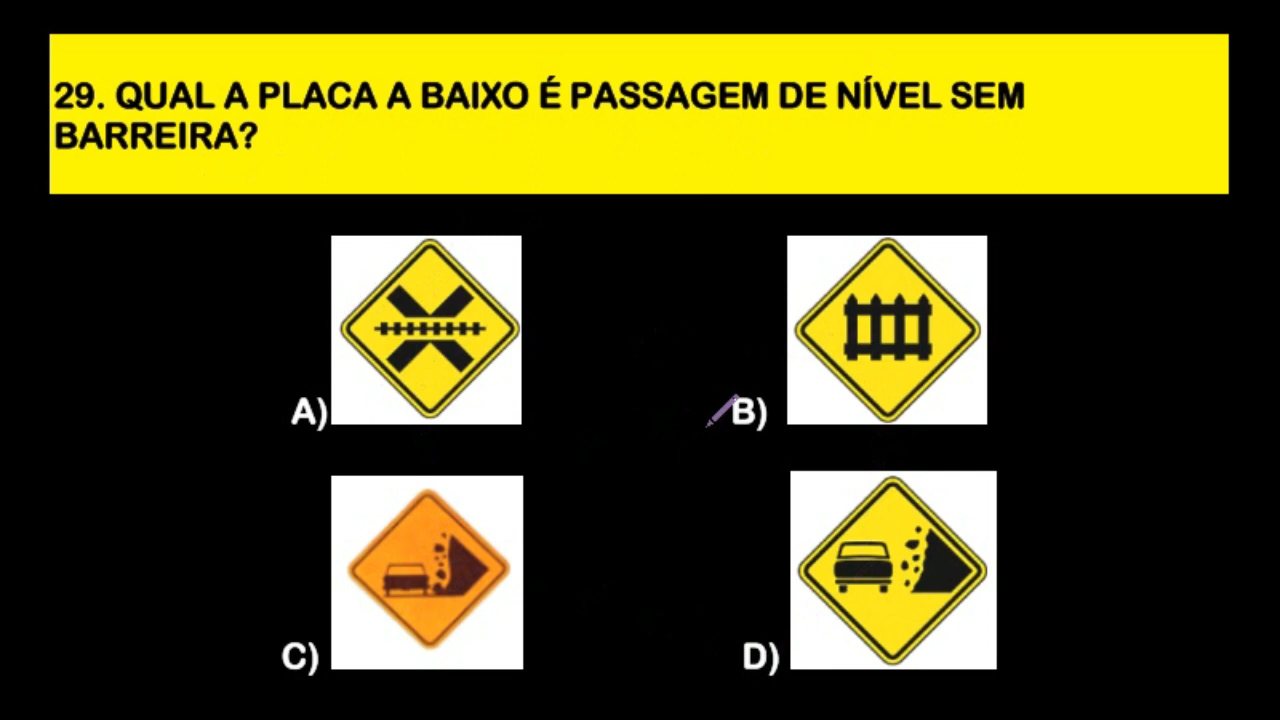 29. QUAL A PLACA A BAIXO É PASSAGEM DE NÍVEL SEM
BARREIRA?
A)
B)
C)
D)